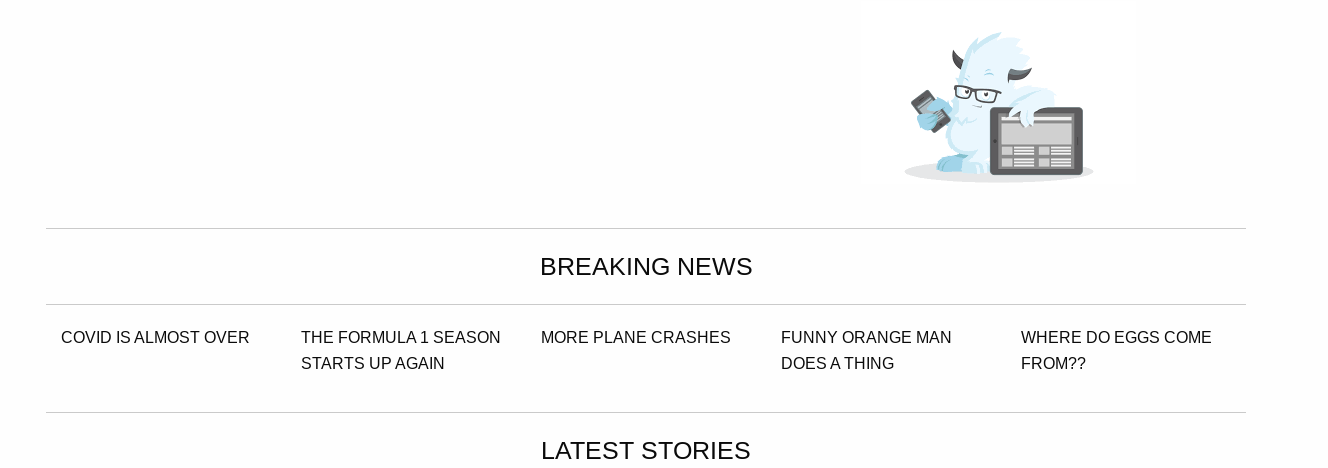 BREAKING NEWS
COVID IS ALMOST OVER
THE FORMULA 1 SEASON
STARTS UP AGAIN
MORE PLANE CRASHES
FUNNY ORANGE MAN
DOES A THING
WHERE DO EGGS COME
FROM??
LATEST STORIES